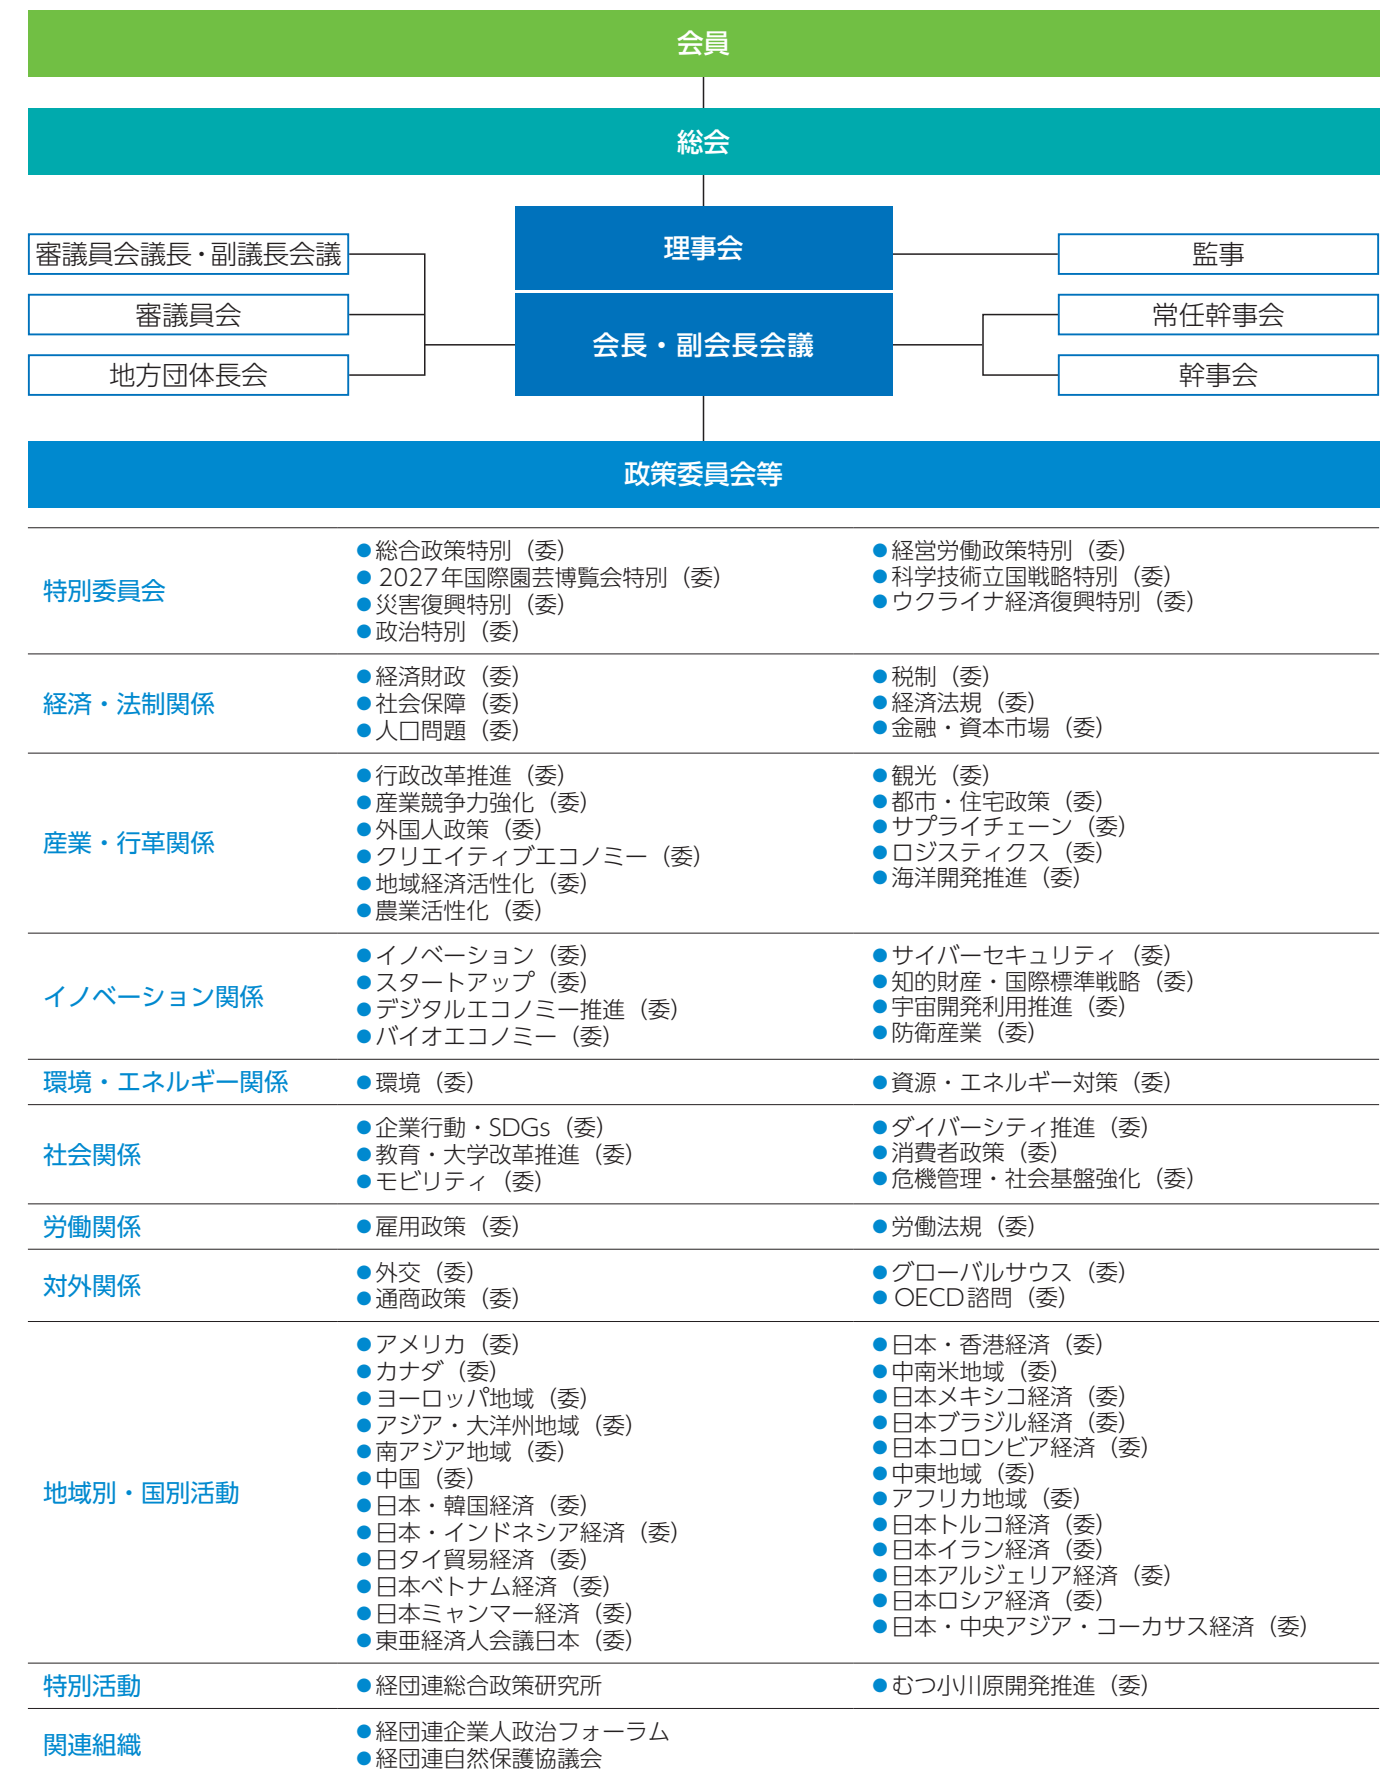 会員
総会
理事会
会長・副会長会議
審議員会議長・副議長会議
審議員会
地方団体長会
監事
常任幹事会
幹事会
政策委員会等
特別委員会
●総合政策特別（委）
●2027年国際園芸博覧会特別（委）
●災害復興特別（委）
●政治特別（委）
●経営労働政策特別（委）
●科学技術立国戦略特別（委）
●ウクライナ経済復興特別（委）
経済・法制関係
●経済財政（委）
●社会保障（委）
●人口問題（委）
●税制（委）
●経済法規（委）
●金融・資本市場（委）
産業・行革関係
●行政改革推進（委）
●産業競争力強化（委）
●外国人政策（委）
●クリエイティブエコノミー（委）
●地域経済活性化（委）
●農業活性化（委）
●観光（委）
●都市・住宅政策（委）
●サプライチェーン（委）
●ロジスティクス（委）
●海洋開発推進（委）
イノベーション関係
●イノベーション（委）
●スタートアップ（委）
●デジタルエコノミー推進（委）
●バイオエコノミー（委）
●サイバーセキュリティ（委）
●知的財産・国際標準戦略（委）
●宇宙開発利用推進（委）
●防衛産業（委）
環境・エネルギー関係
●環境（委）
●資源・エネルギー対策（委）
社会関係
●企業行動・SDGs（委）
●教育・大学改革推進（委）
●モビリティ（委）
●ダイバーシティ推進（委）
●消費者政策（委）
●危機管理・社会基盤強化（委）
労働関係
●雇用政策（委）
●労働法規（委）
対外関係
●外交（委）
●通商政策（委）
●グローバルサウス（委）
●OECD諮問（委）
地域別・国別活動
●アメリカ（委）
●カナダ（委）
●ヨーロッパ地域（委）
●アジア・大洋州地域（委）
●南アジア地域（委）
●中国（委）
●日本・韓国経済（委）
●日本・インドネシア経済（委）
●日タイ貿易経済（委）
●日本ベトナム経済（委）
●日本ミャンマー経済（委）
●東亜経済人会議日本（委）
●日本・香港経済（委）
●中南米地域（委）
●日本メキシコ経済（委）
●日本ブラジル経済（委）
●日本コロンビア経済（委）
●中東地域（委）
●アフリカ地域（委）
●日本トルコ経済（委）
●日本イラン経済（委）
●日本アルジェリア経済（委）
●日本ロシア経済（委）
●日本・中央アジア・コーカサス経済（委）
特別活動
●経団連総合政策研究所
●むつ小川原開発推進（委）
関連組織
●経団連企業人政治フォーラム
●経団連自然保護協議会